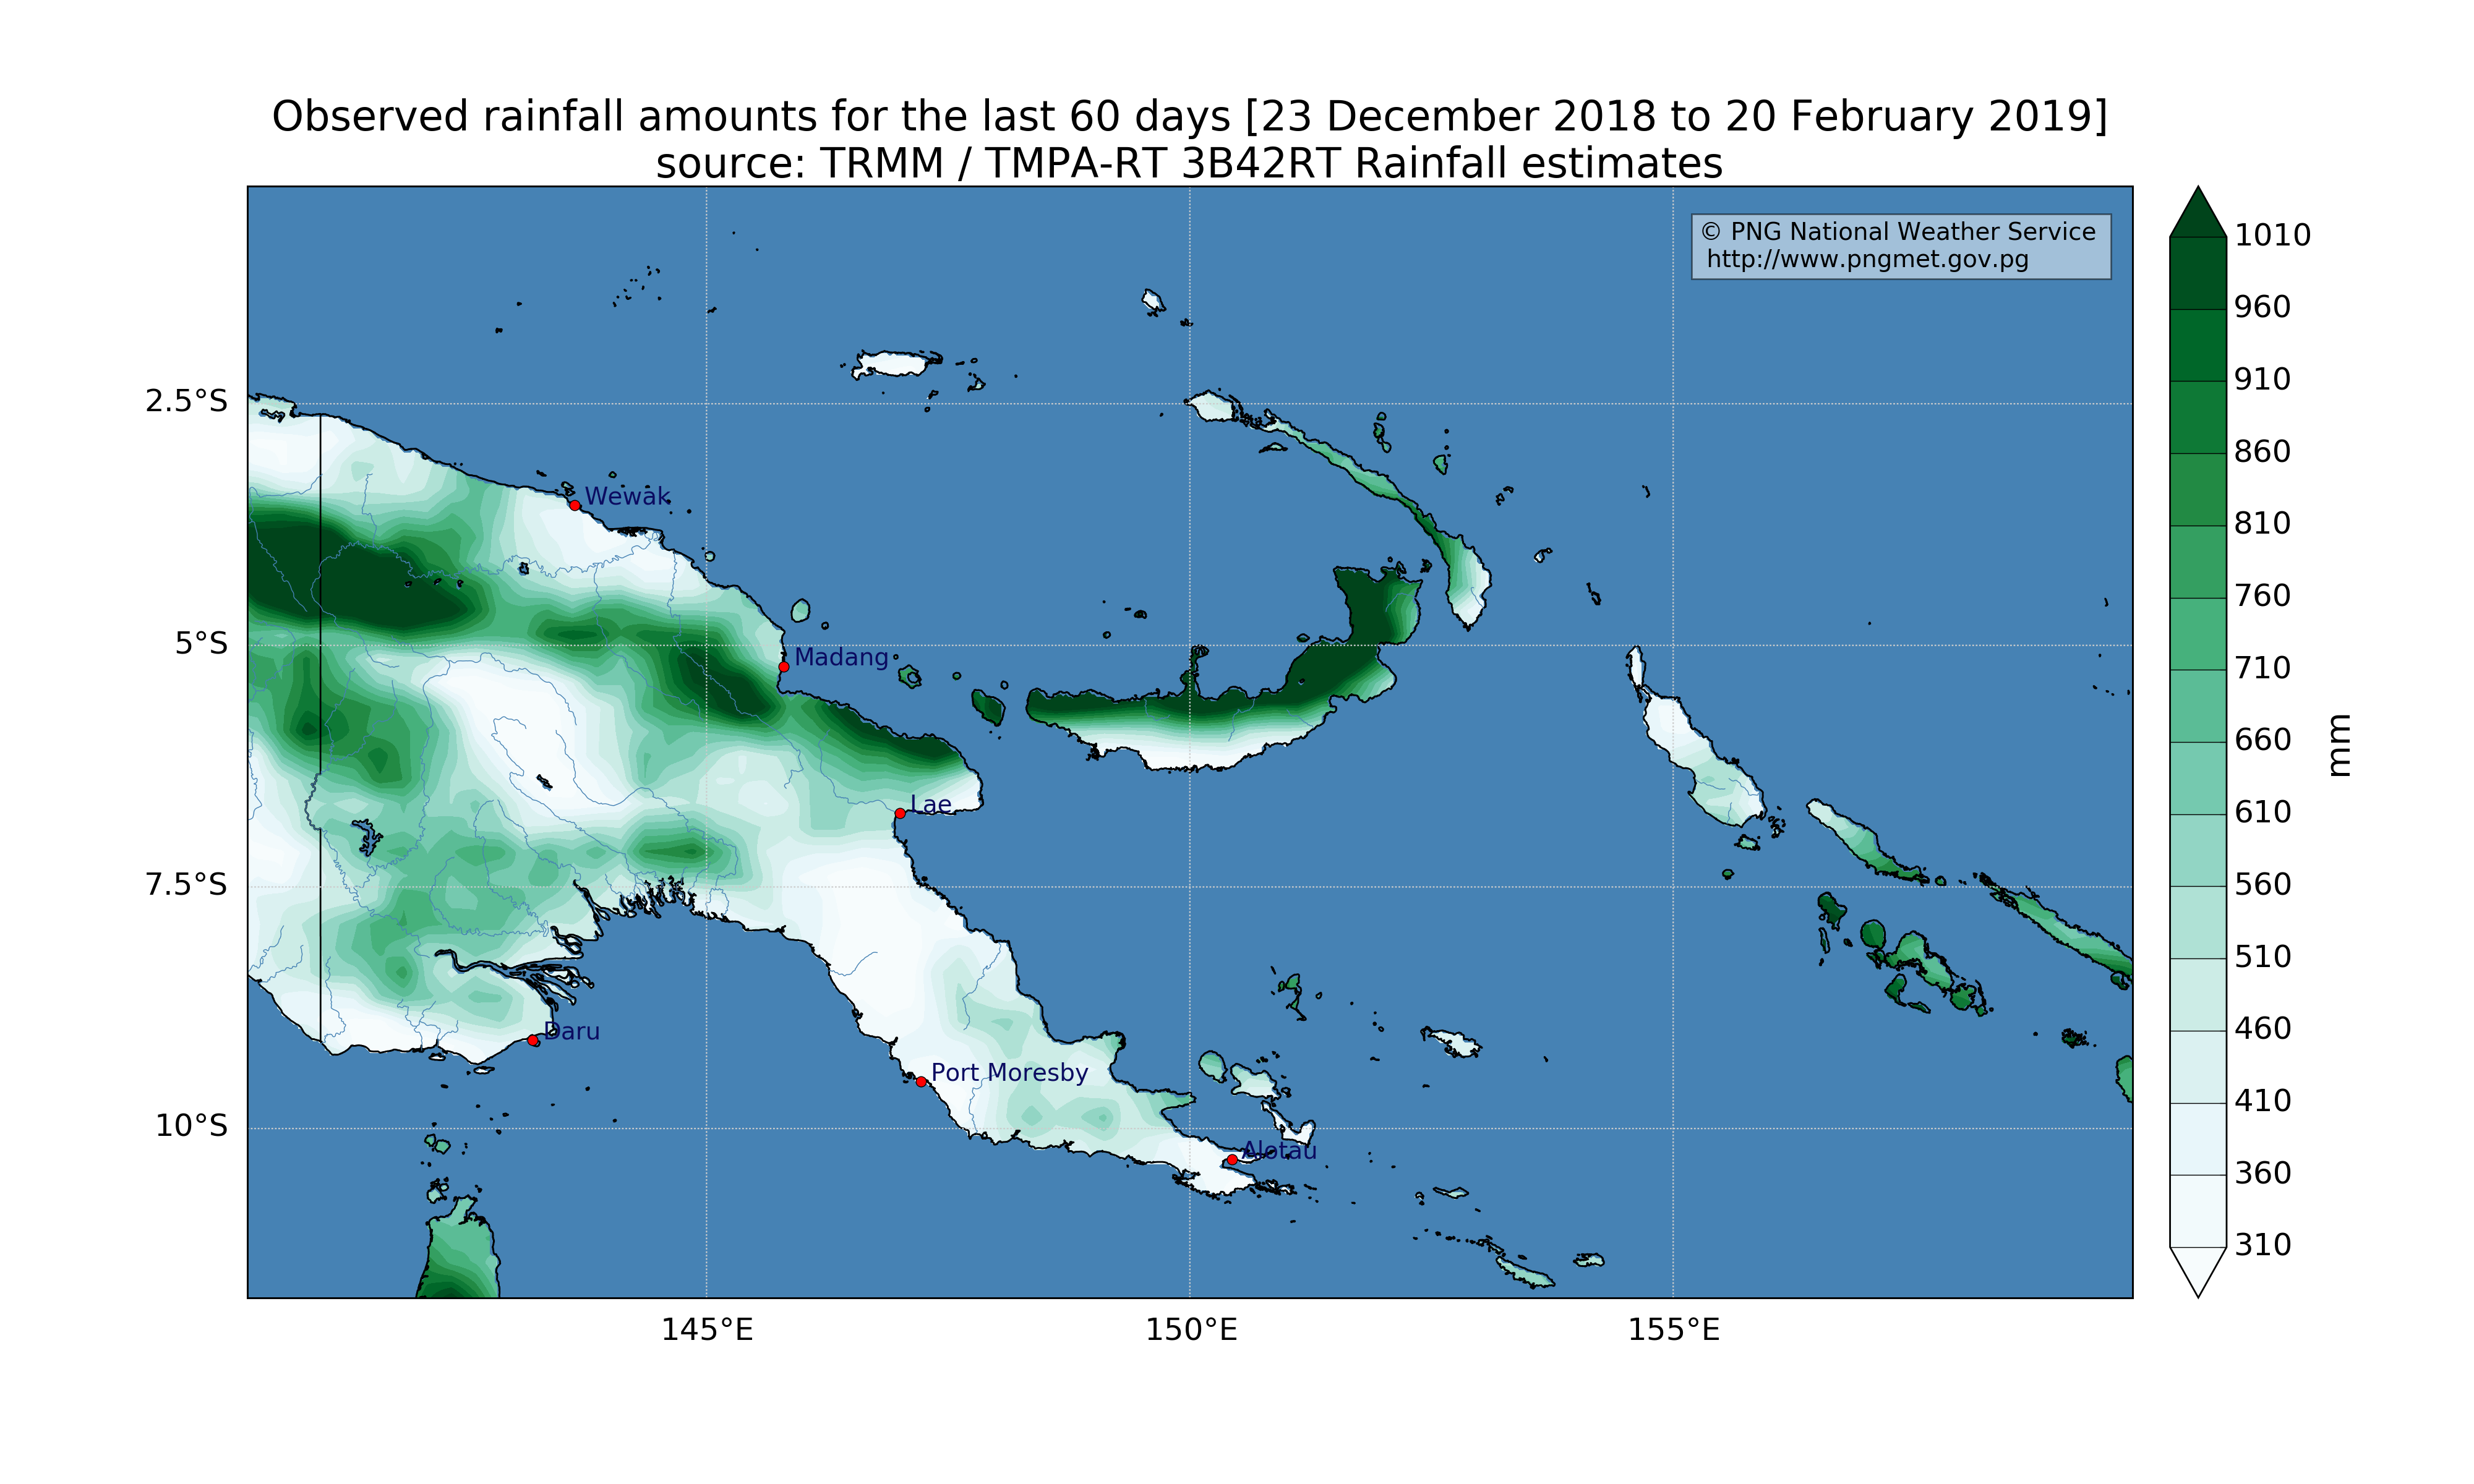 Observed rainfall amounts for the last 60 days [23 December 2018 to 20 February 2019]
source: TRMM / TMPA-RT 3B42RT Rainfall estimates
© PNG National Weather Service
http://www.pngmet.gov.pg
1010
960
910
860
810
760
710
660
610
560
510
460
410
360
310
mm
2.5°S
5°S
7.5°S
10°S
Wewak
Madang
Lae
Daru
Port Moresby
Alotau
145°E
150°E
155°E